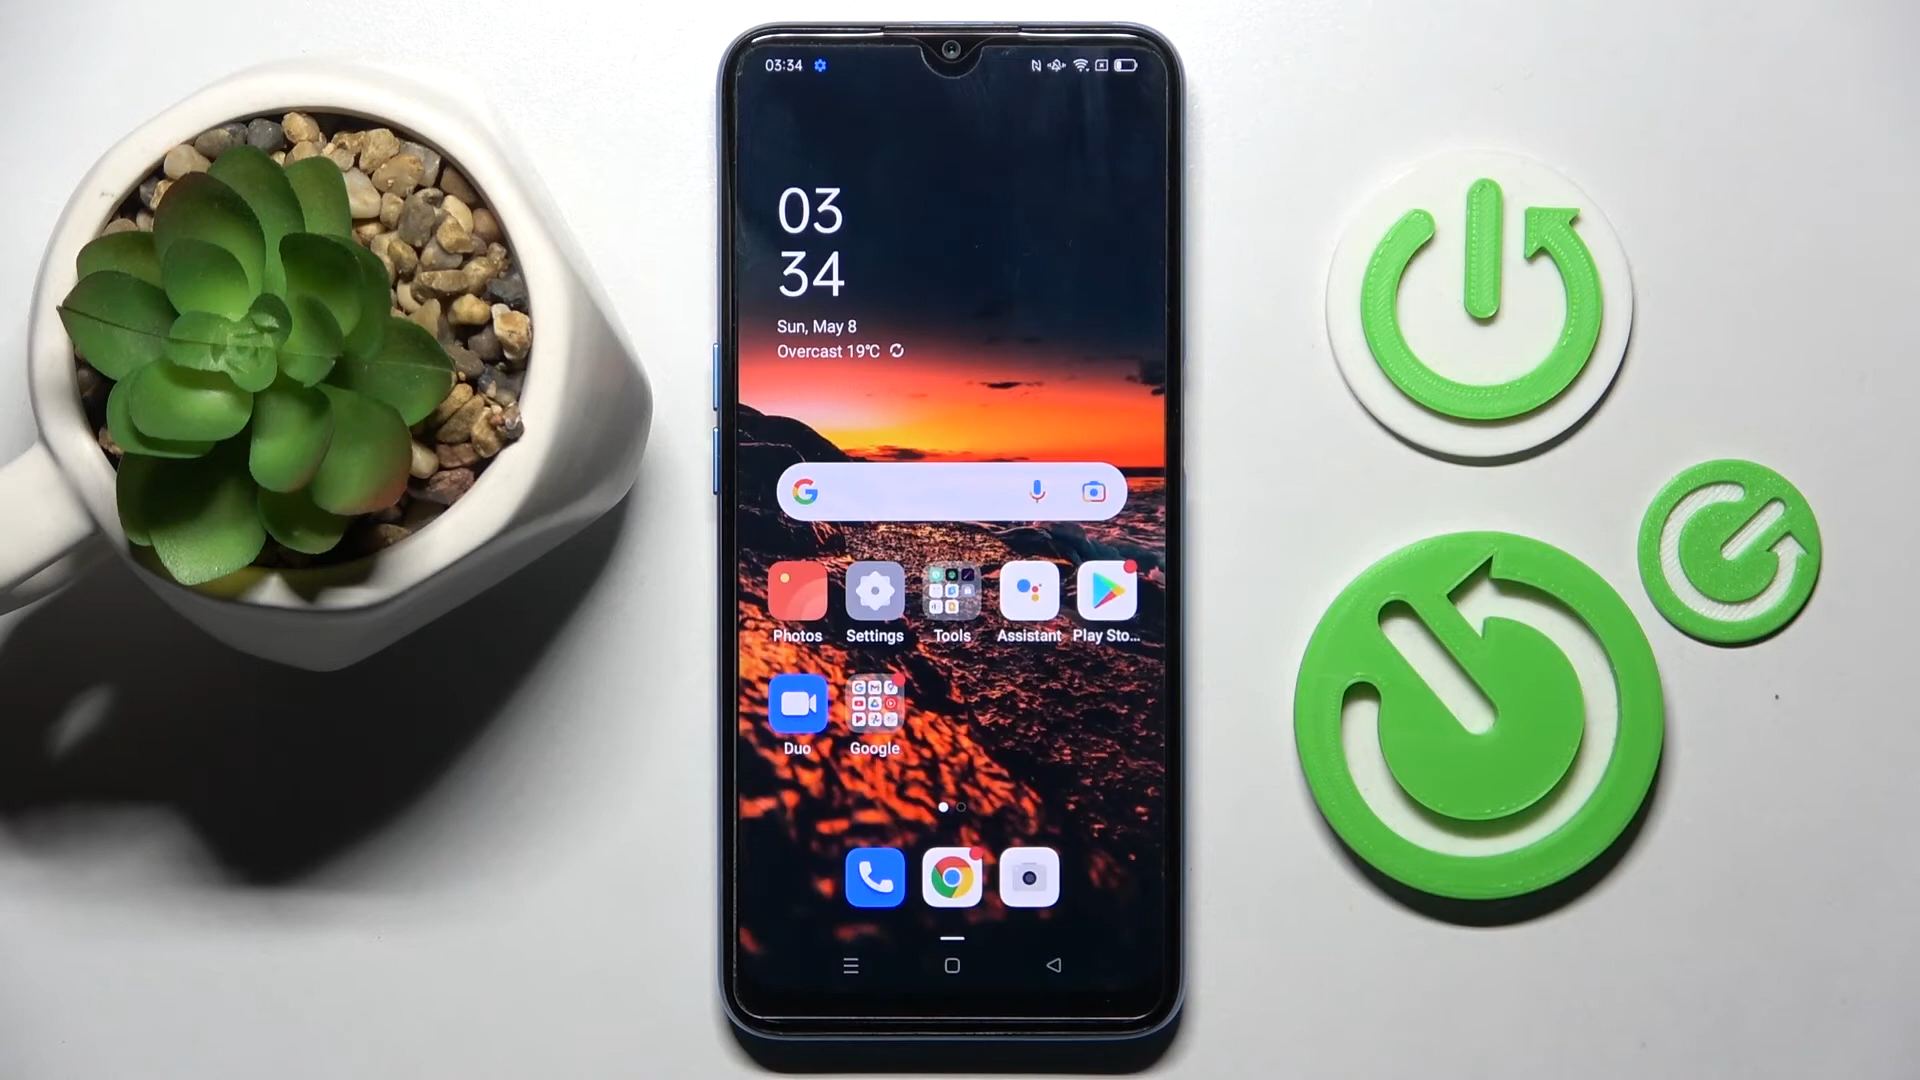 03:34
03
34
Sun, May 8
Overcast 19°C
Photos
Settings
Tools
Assistant
Play Sto...
Duo
Google